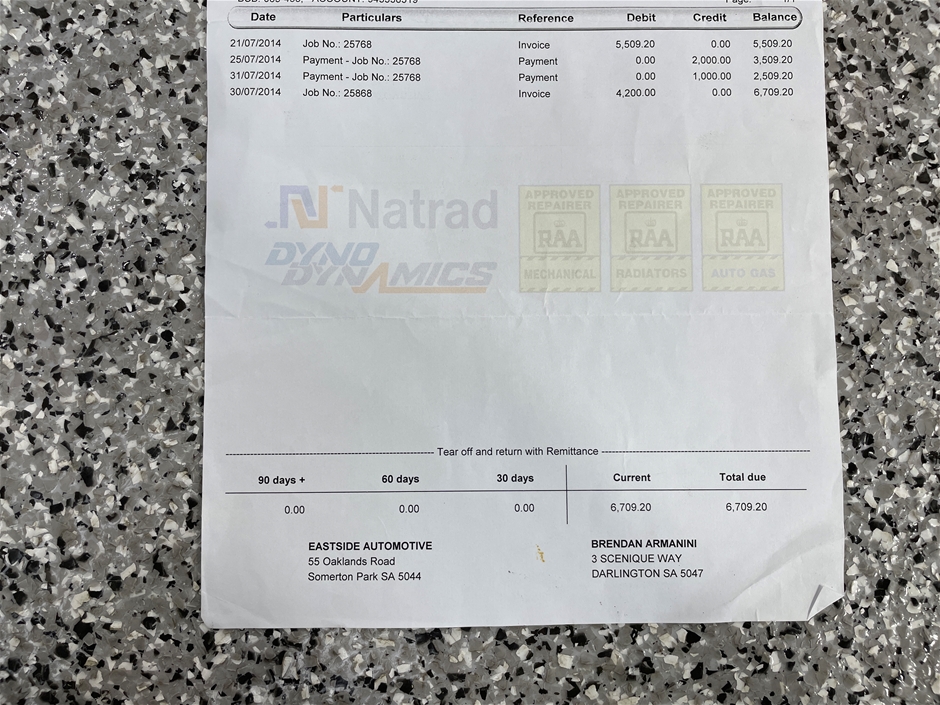 Page: 1/1
Date Particulars Reference Debit Credit Balance
21/07/2014 Job No.: 25768 Invoice 5,509.20 0.00 5,509.20
25/07/2014 Payment - Job No.: 25768 Payment 0.00 2,000.00 3,509.20
31/07/2014 Payment - Job No.: 25768 Payment 0.00 1,000.00 2,509.20
30/07/2014 Job No.: 25868 Invoice 4,200.00 0.00 6,709.20
Natrad
DYNO
DYNAMICS
APPROVED
REPAIRER
RAA
MECHANICAL
APPROVED
REPAIRER
RAA
RADIATORS
APPROVED
REPAIRER
RAA
AUTO GAS
Tear off and return with Remittance
90 days + 60 days 30 days Current Total due
0.00 0.00 0.00 6,709.20 6,709.20
EASTSIDE AUTOMOTIVE
55 Oaklands Road
Somerton Park SA 5044
BRENDAN ARMANINI
3 SCENIQUE WAY
DARLINGTON SA 5047